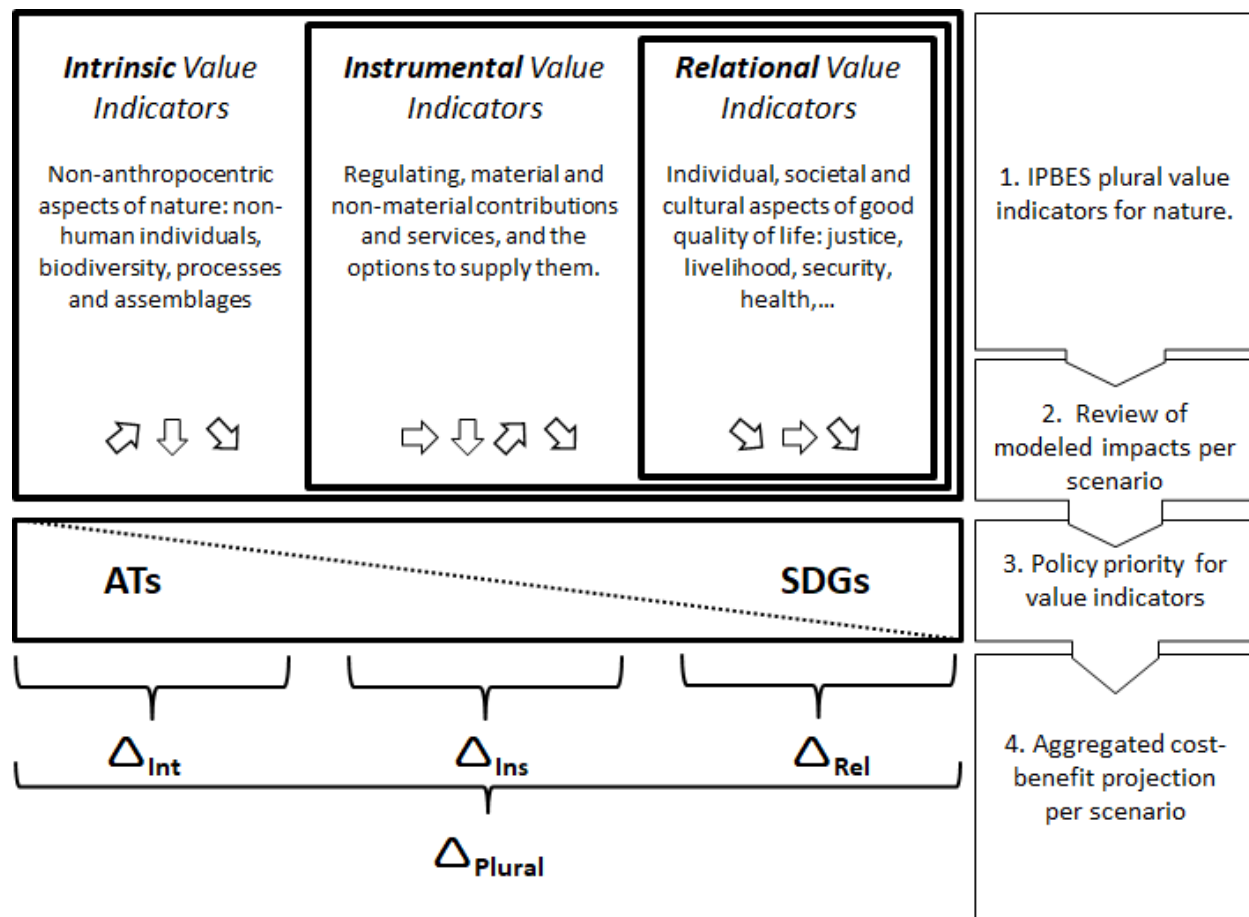 Intrinsic Value
Indicators
Non-anthropocentric
aspects of nature: non-
human individuals,
biodiversity, processes
and assemblages
Instrumental Value
Indicators
Regulating, material and
non-material contributions
and services, and the
options to supply them.
Relational Value
Indicators
Individual, societal and
cultural aspects of good
quality of life: justice,
livelihood, security,
health,...
1. IPBES plural value
indicators for nature.
2. Review of
modeled impacts per
scenario
ATs
SDGs
3. Policy priority for
value indicators
△Int
△Ins
△Rel
△Plural
4. Aggregated cost-
benefit projection
per scenario